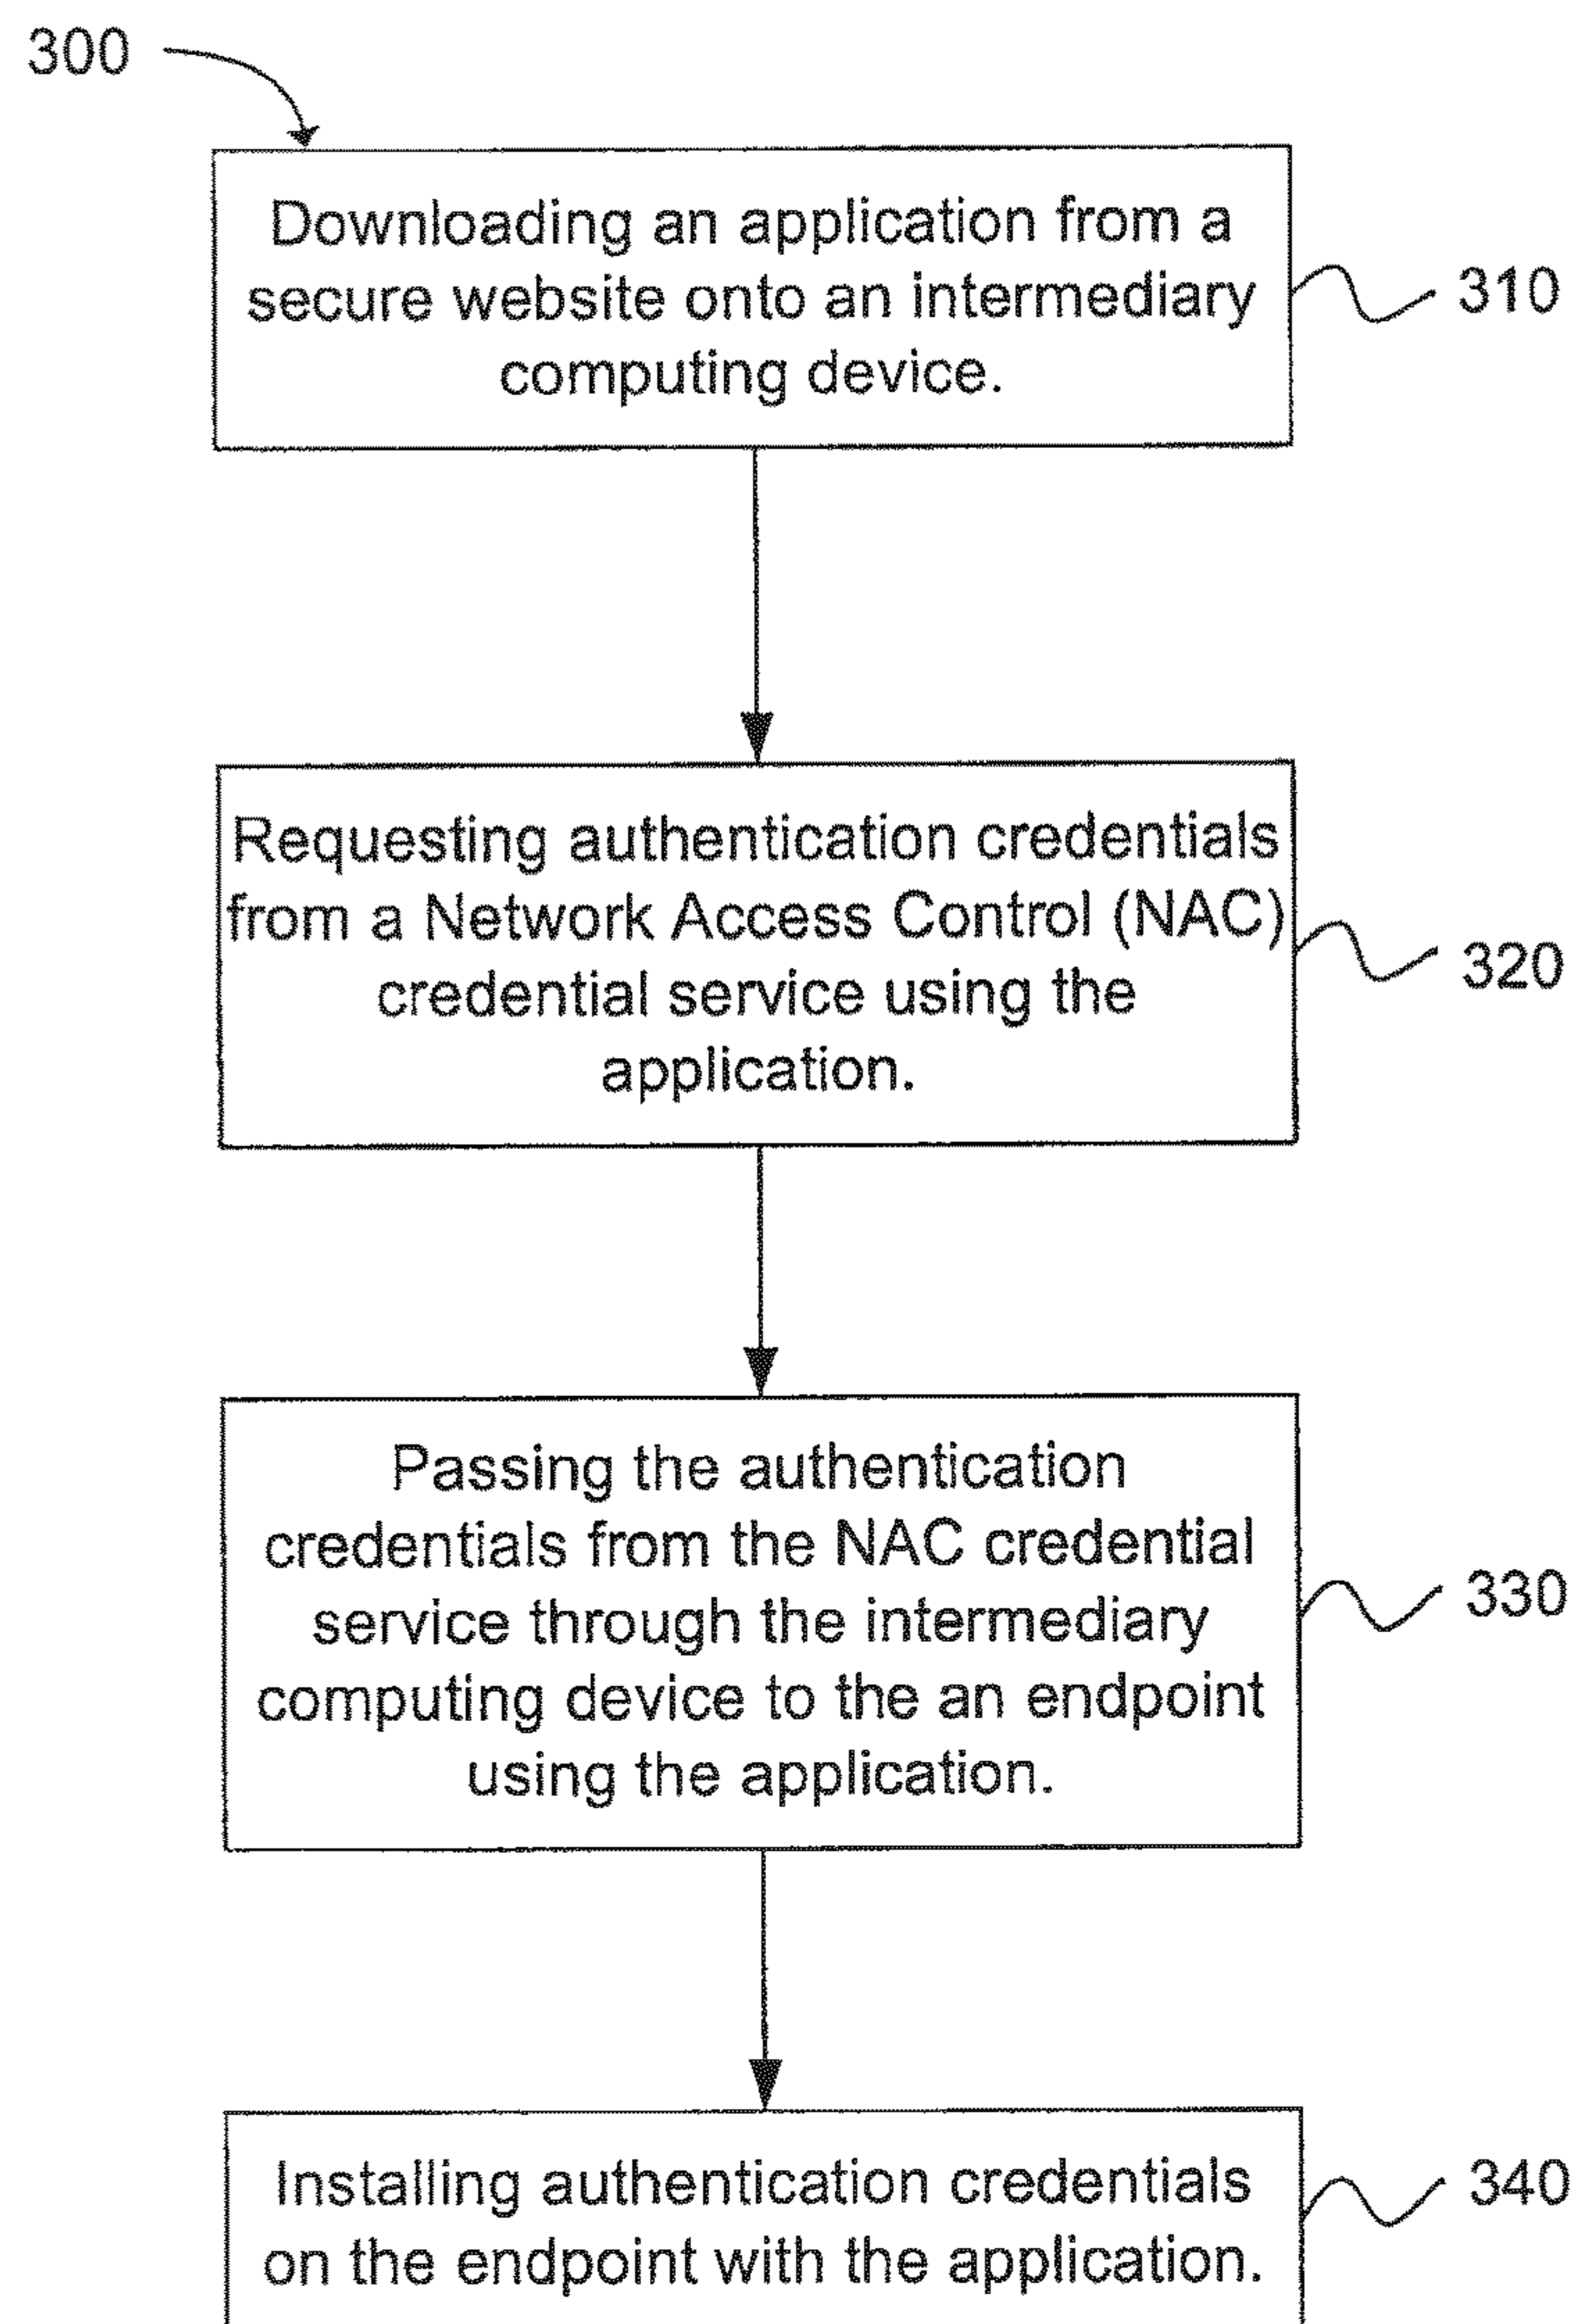 300
Downloading an application from a
secure website onto an intermediary
computing device.
310
Requesting authentication credentials
from a Network Access Control (NAC)
credential service using the
application.
320
Passing the authentication
credentials from the NAC credential
service through the intermediary
computing device to the an endpoint
using the application.
330
Installing authentication credentials
on the endpoint with the application.
340